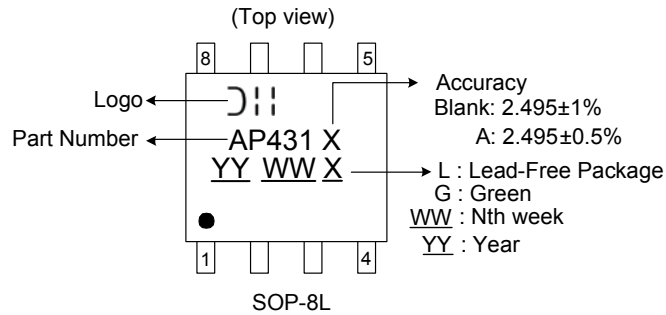 (Top view)
8 5
Logo
Part Number
AP431 X
YY WW X
Accuracy
Blank: 2.495±1%
A: 2.495±0.5%
L : Lead-Free Package
G : Green
WW : Nth week
YY : Year
1 4
SOP-8L